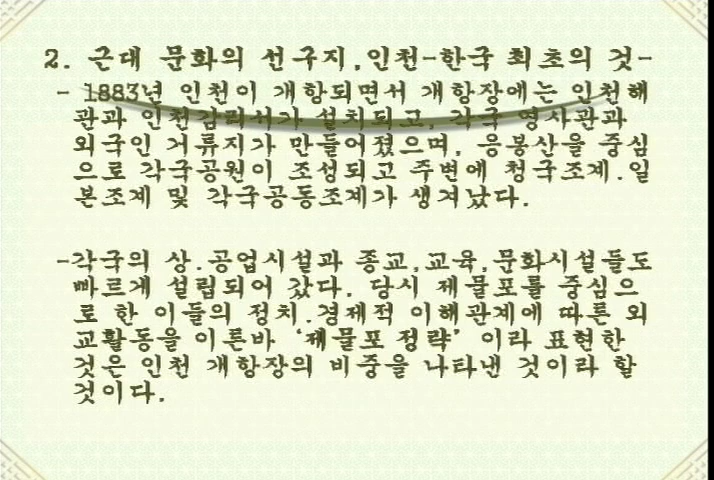 2. 근대 문화의 선구지,인천-한국 최초의 것-
- 1883년 인천이 개항되면서 개항장에는 인천해
관과 인천감리서가 설치되고, 각국 영사관과
외국인 거류지가 만들어졌으며, 응봉산을 중심
으로 각국공원이 조성되고 주변에 청국조계.일
본조계 및 각국공동조계가 생겨났다.
-각국의 상.공업시설과 종교,교육,문화시설들도
빠르게 설립되어 갔다. 당시 제물포를 중심으
로 한 이들의 정치.경제적 이해관계에 따른 외
교활동을 이른바 '제물포 정략' 이라 표현한
것은 인천 개항장의 비중을 나타낸 것이라 할
것이다.